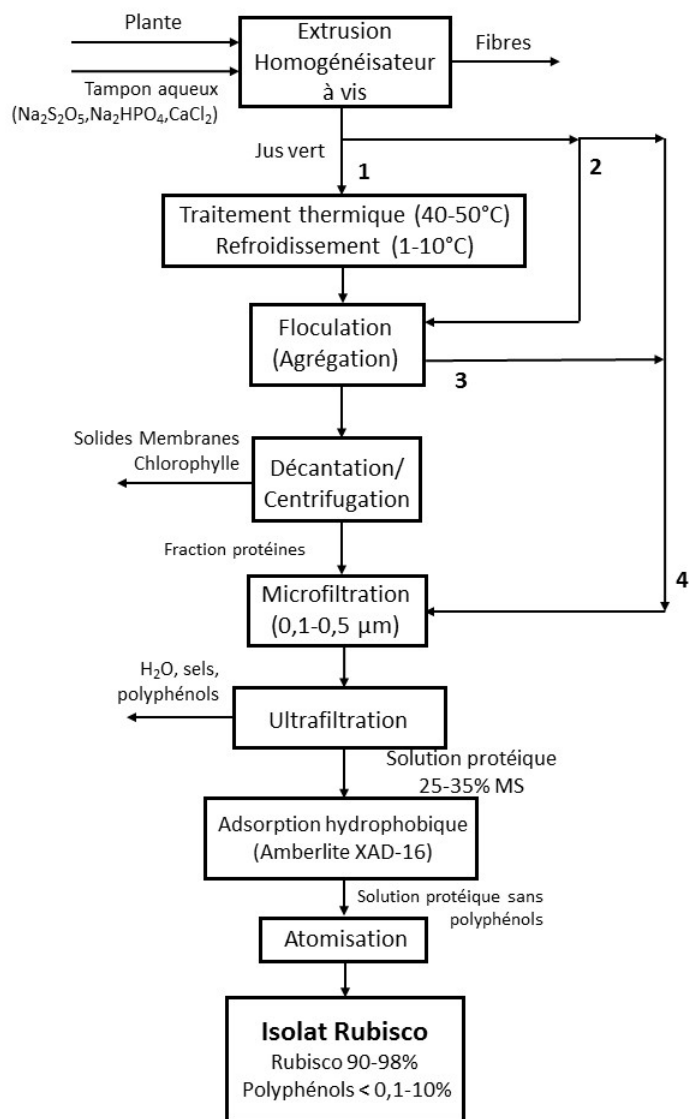 Plante
Extrusion
Homogénéisateur
à vis
Fibres
Tampon aqueux
(Na₂S₂O₅,Na₂HPO₄,CaCl₂)
Jus vert
1
2
Traitement thermique (40-50°C)
Refroidissement (1-10°C)
Floculation
(Agrégation)
3
Solides Membranes
Chlorophylle
Décantation/
Centrifugation
Fraction protéines
4
Microfiltration
(0,1-0,5 µm)
H₂O, sels,
polyphénols
Ultrafiltration
Solution protéique
25-35% MS
Adsorption hydrophobique
(Amberlite XAD-16)
Solution protéique sans
polyphénols
Atomisation
Isolat Rubisco
Rubisco 90-98%
Polyphénols < 0,1-10%